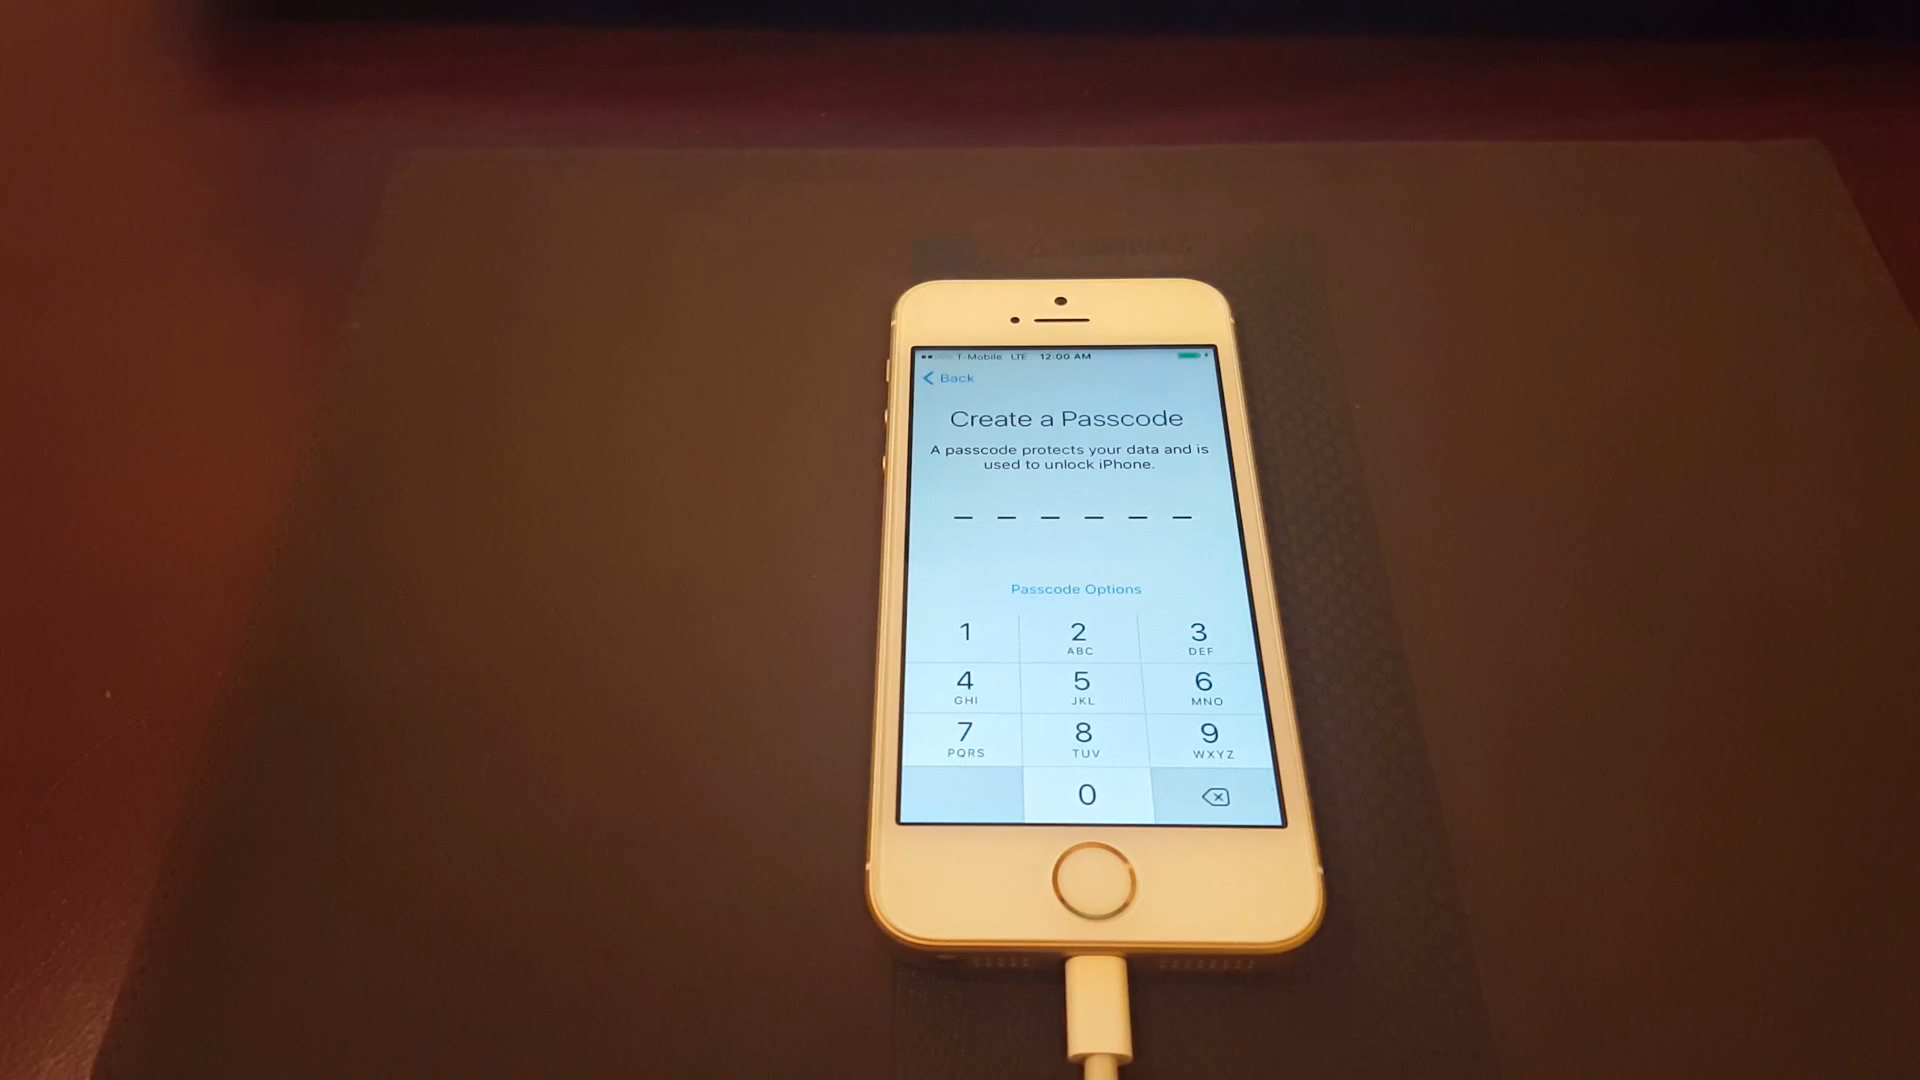 T-Mobile LTE 12:00 AM
Back
Create a Passcode
A passcode protects your data and is
used to unlock iPhone.
Passcode Options
1 2 3
ABC DEF
4 5 6
GHI JKL MNO
7 8 9
PQRS TUV WXYZ
0